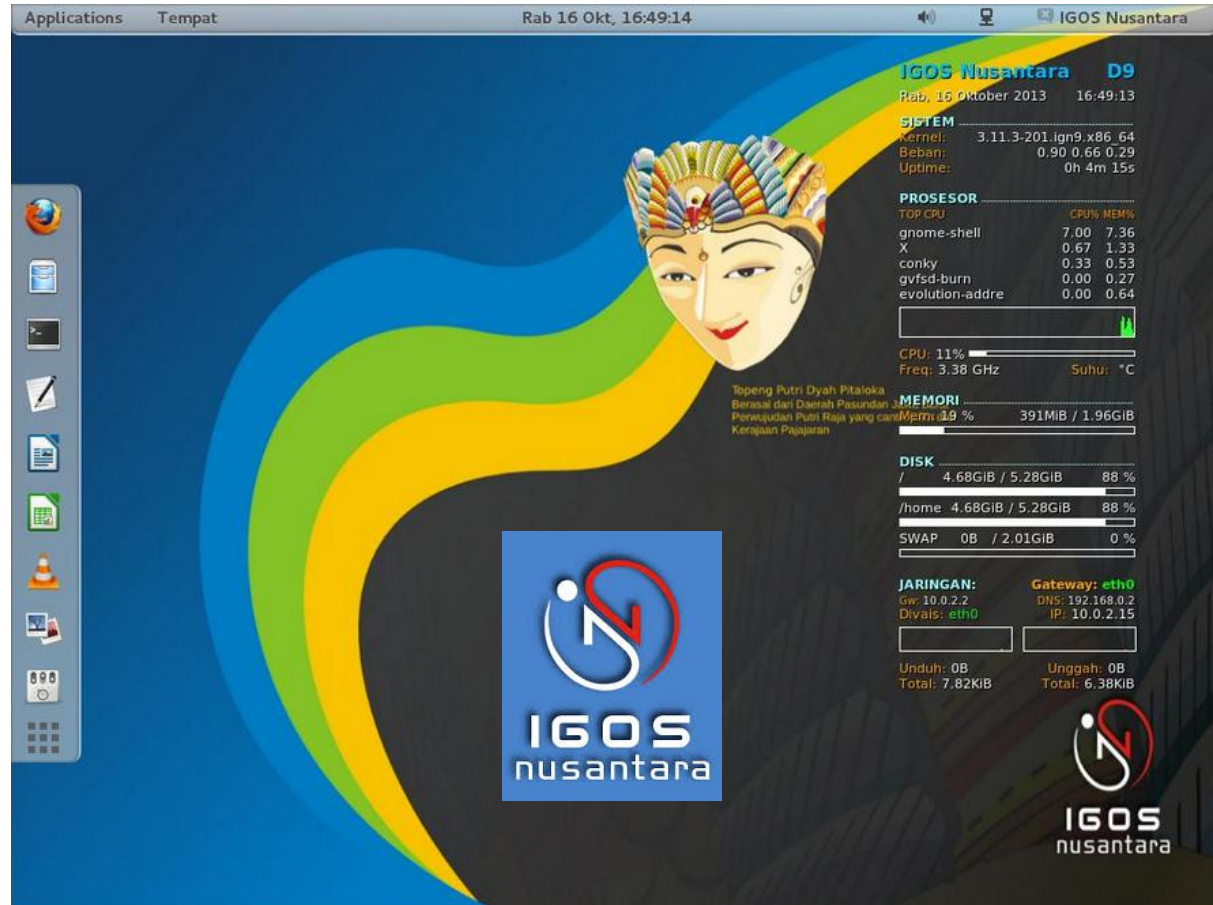 Applications Tempat Rab 16 Okt, 16:49:14 IGOS Nusantara
IGOS Nusantara D9
Rab, 16 Oktober 2013 16:49:13
SISTEM
Kernel: 3.11.3-201.ign9.x86_64
Beban: 0.90 0.66 0.29
Uptime: 0h 4m 15s
PROSESOR
TOP CPU CPU% MEM%
gnome-shell 7.00 7.36
X 0.67 1.33
conky 0.33 0.53
gvfsd-burn 0.00 0.27
evolution-addre 0.00 0.64
CPU: 11%
Freq: 3.38 GHz Suhu: °C
Topeng Putri Dyah Pitaloka
Berasal dari Daerah Pasundan
Perwujudan Putri Raja yang
Kerajaan Pajajaran
MEMORI
Mem: 19 % 391MiB / 1.96GiB
DISK
/ 4.68GiB / 5.28GiB 88 %
/home 4.68GiB / 5.28GiB 88 %
SWAP 0B / 2.01GiB 0 %
JARINGAN: Gateway: eth0
Gw: 10.0.2.2 DNS: 192.168.0.2
Divais: eth0 IP: 10.0.2.15
Unduh: 0B Unggah: 0B
Total: 7.82KiB Total: 6.38KiB
IGOS
nusantara
IGOS
nusantara